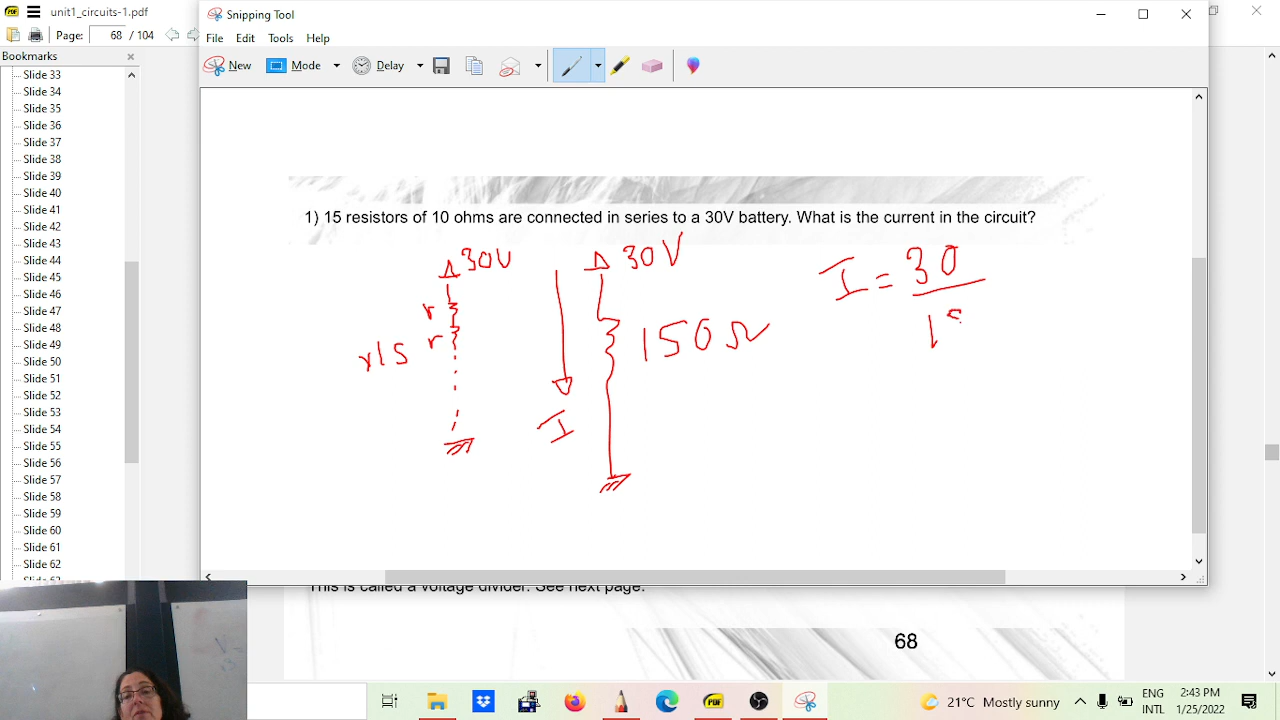 unit1_circuits-1.pdf
Snipping Tool
Page: 68 / 104
File Edit Tools Help
Bookmarks
New Mode Delay
Slide 33
Slide 34
Slide 35
Slide 36
Slide 37
Slide 38
Slide 39
Slide 40
Slide 41
Slide 42
Slide 43
Slide 44
Slide 45
Slide 46
Slide 47
Slide 48
Slide 49
Slide 50
Slide 51
Slide 52
Slide 53
Slide 54
Slide 55
Slide 56
Slide 57
Slide 58
Slide 59
Slide 60
Slide 61
Slide 62
1) 15 resistors of 10 ohms are connected in series to a 30V battery. What is the current in the circuit?
30V
r
r
x15
I
30V
150Ω
I = 30
15
This is called a voltage divider. See next page.
68
21°C Mostly sunny
ENG
INTL
2:43 PM
1/25/2022